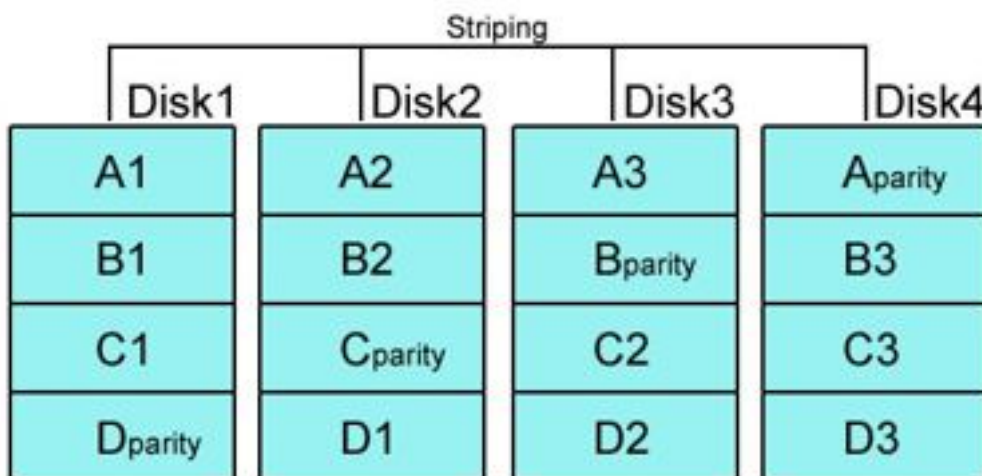 Striping
Disk1 Disk2 Disk3 Disk4
A1 A2 A3 Aparity
B1 B2 Bparity B3
C1 Cparity C2 C3
Dparity D1 D2 D3